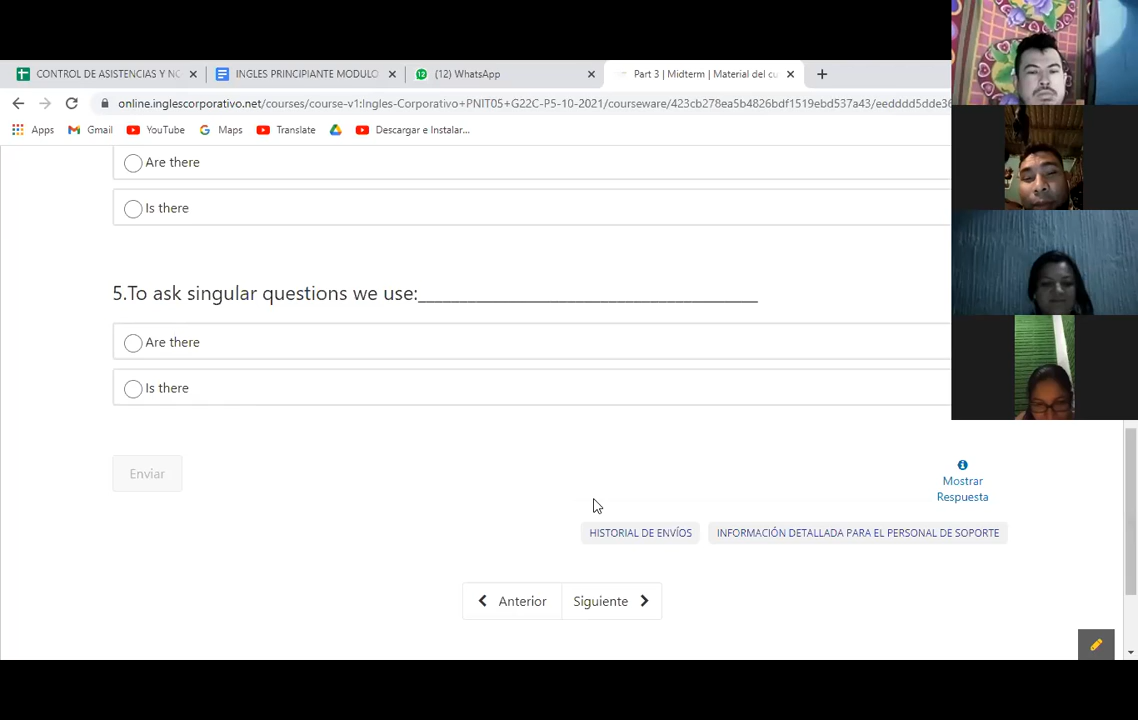 CONTROL DE ASISTENCIAS Y NO
INGLES PRINCIPIANTE MODULO
(12) WhatsApp
Part 3 | Midterm | Material del cu
online.inglescorporativo.net/courses/course-v1:Ingles-Corporativo+PNIT05+G22C-P5-10-2021/courseware/423cb278ea5b4826bdf1519ebd537a43/eedddd5dde36
Apps Gmail YouTube Maps Translate Descargar e Instalar...
Are there
Is there
5.To ask singular questions we use:__________________________________
Are there
Is there
Enviar
Mostrar
Respuesta
HISTORIAL DE ENVÍOS INFORMACIÓN DETALLADA PARA EL PERSONAL DE SOPORTE
Anterior Siguiente